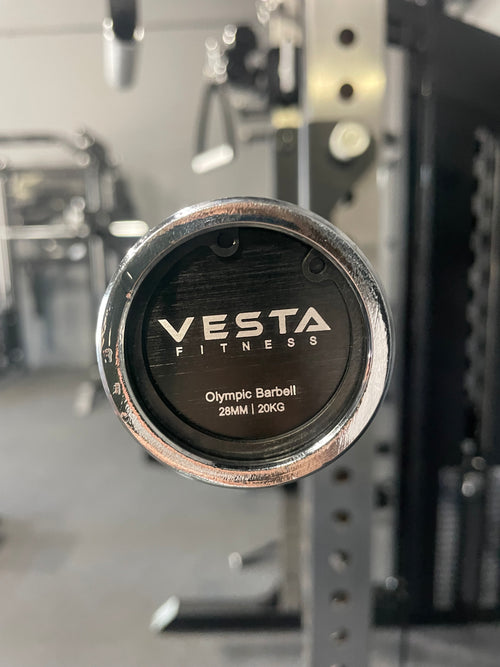 VESTA
FITNESS
Olympic Barbell
28MM | 20KG